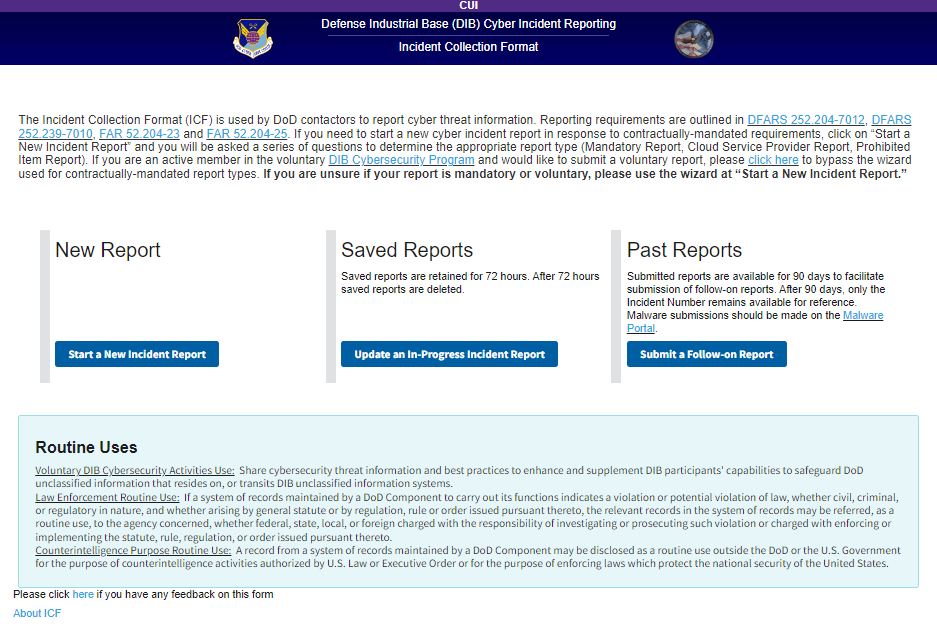 CUI
Defense Industrial Base (DIB) Cyber Incident Reporting
Incident Collection Format
The Incident Collection Format (ICF) is used by DoD contactors to report cyber threat information. Reporting requirements are outlined in DFARS 252.204-7012, DFARS
252.239-7010, FAR 52.204-23 and FAR 52.204-25. If you need to start a new cyber incident report in response to contractually-mandated requirements, click on “Start a
New Incident Report” and you will be asked a series of questions to determine the appropriate report type (Mandatory Report, Cloud Service Provider Report, Prohibited
Item Report). If you are an active member in the voluntary DIB Cybersecurity Program and would like to submit a voluntary report, please click here to bypass the wizard
used for contractually-mandated report types. If you are unsure if your report is mandatory or voluntary, please use the wizard at “Start a New Incident Report.”
New Report
Start a New Incident Report
Saved Reports
Saved reports are retained for 72 hours. After 72 hours
saved reports are deleted.
Update an In-Progress Incident Report
Past Reports
Submitted reports are available for 90 days to facilitate
submission of follow-on reports. After 90 days, only the
Incident Number remains available for reference.
Malware submissions should be made on the Malware
Portal.
Submit a Follow-on Report
Routine Uses
Voluntary DIB Cybersecurity Activities Use: Share cybersecurity threat information and best practices to enhance and supplement DIB participants' capabilities to safeguard DoD
unclassified information that resides on, or transits DIB unclassified information systems.
Law Enforcement Routine Use: If a system of records maintained by a DoD Component to carry out its functions indicates a violation or potential violation of law, whether civil, criminal,
or regulatory in nature, and whether arising by general statute or by regulation, rule or order issued pursuant thereto, the relevant records in the system of records may be referred, as a
routine use, to the agency concerned, whether federal, state, local, or foreign charged with the responsibility of investigating or prosecuting such violation or charged with enforcing or
implementing the statute, rule, regulation, or order issued pursuant thereto.
Counterintelligence Purpose Routine Use: A record from a system of records maintained by a DoD Component may be disclosed as a routine use outside the DoD or the U.S. Government
for the purpose of counterintelligence activities authorized by U.S. Law or Executive Order or for the purpose of enforcing laws which protect the national security of the United States.
Please click here if you have any feedback on this form
About ICF